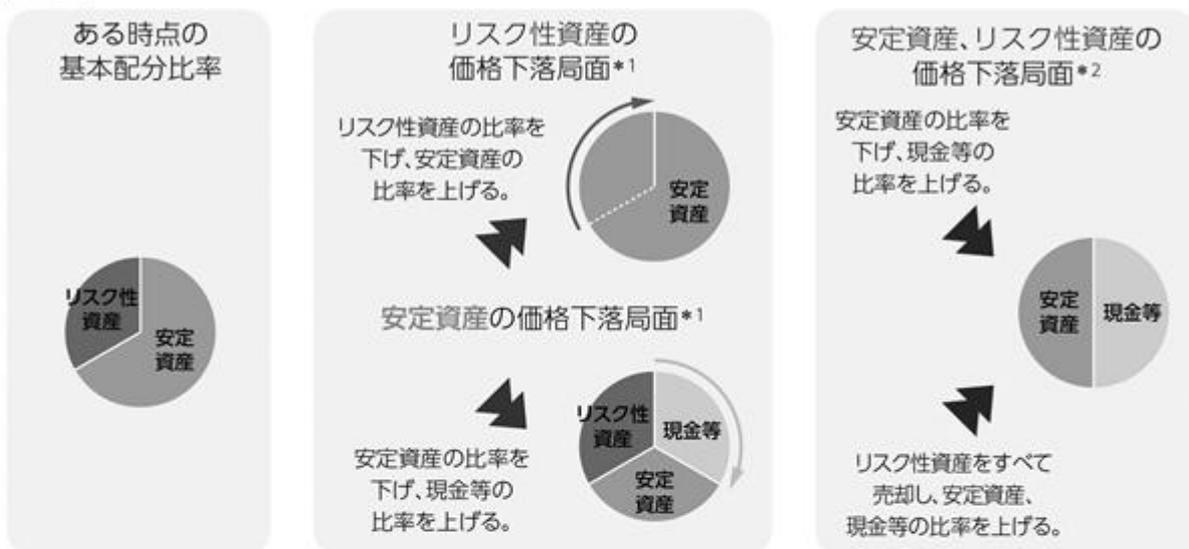 ある時点の
基本配分比率
リスク性
資産
安定
資産
リスク性資産の
価格下落局面*1
リスク性資産の比率を
下げ、安定資産の
比率を上げる。
安定
資産
安定資産の価格下落局面*1
安定資産の比率を
下げ、現金等の
比率を上げる。
リスク性
資産
現金等
安定
資産
安定資産、リスク性資産の
価格下落局面*2
安定資産の比率を
下げ、現金等の
比率を上げる。
安定
資産
現金等
リスク性資産をすべて
売却し、安定資産、
現金等の比率を上げる。